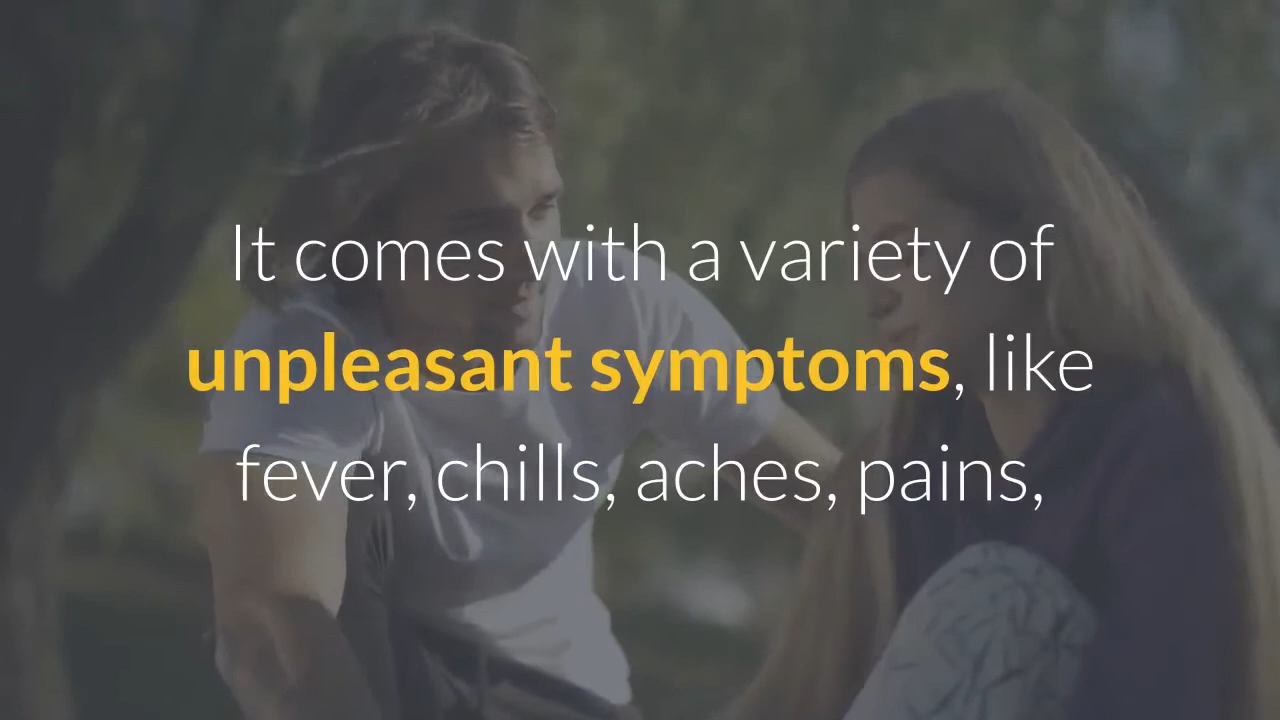 It comes with a variety of
unpleasant symptoms, like
fever, chills, aches, pains,